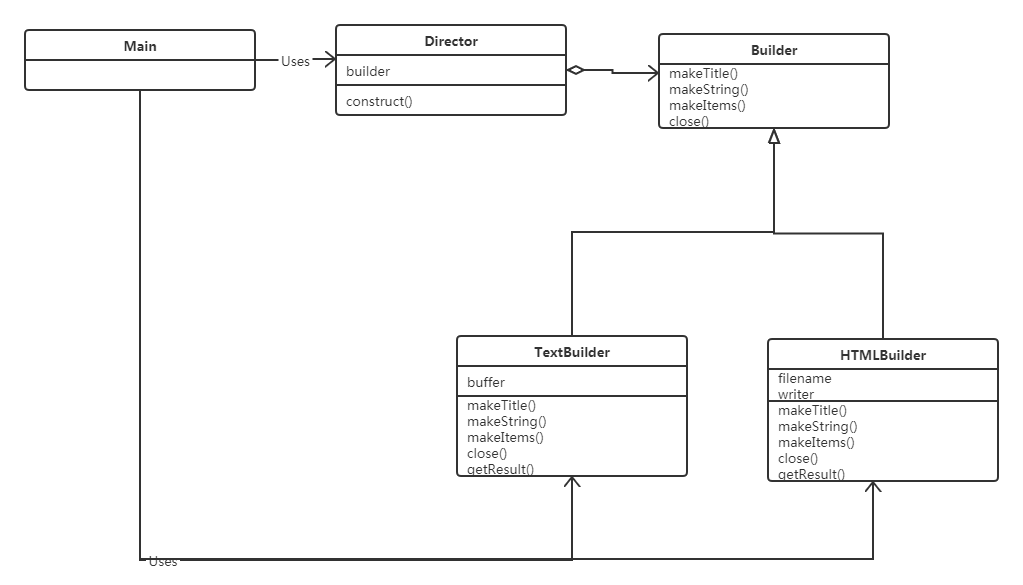 Main
Uses
Director
builder
construct()
Builder
makeTitle()
makeString()
makeItems()
close()
TextBuilder
buffer
makeTitle()
makeString()
makeItems()
close()
getResult()
HTMLBuilder
filename
writer
makeTitle()
makeString()
makeItems()
close()
getResult()
Uses